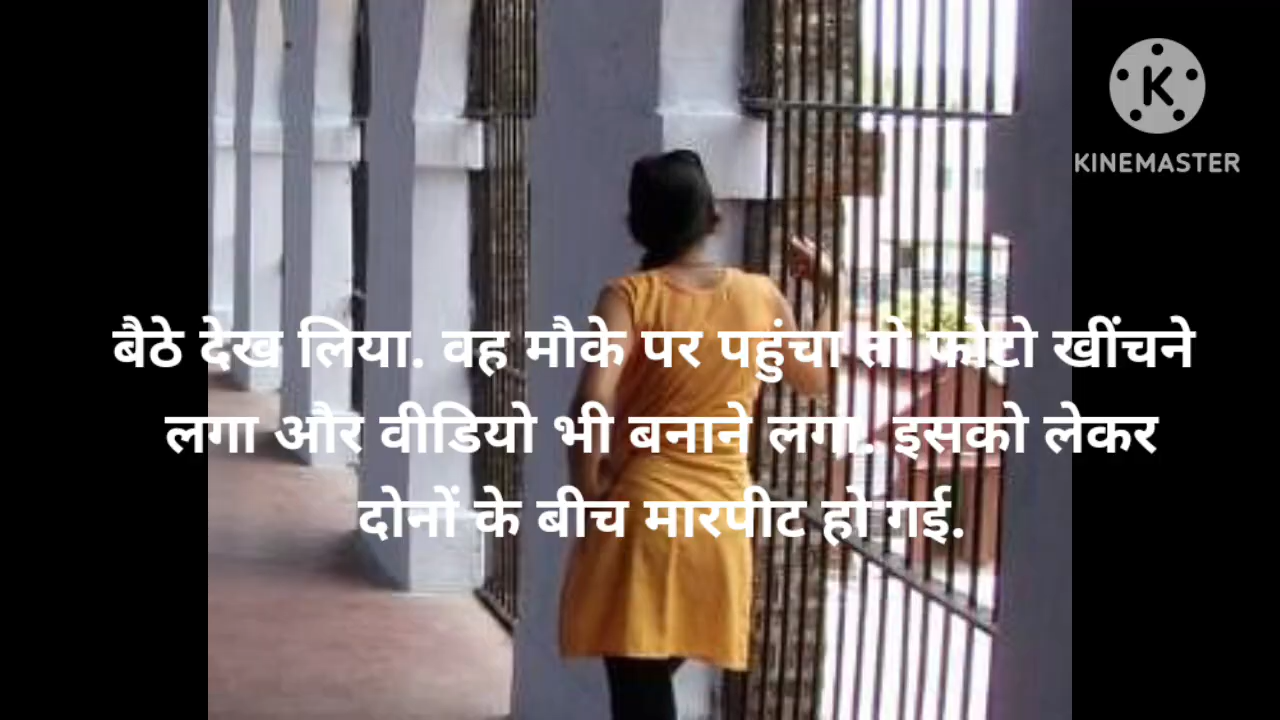 KINEMASTER
बैठे देख लिया. वह मौके पर पहुंचा तो फोटो खींचने
लगा और वीडियो भी बनाने लगा. इसको लेकर
दोनों के बीच मारपीट हो गई.